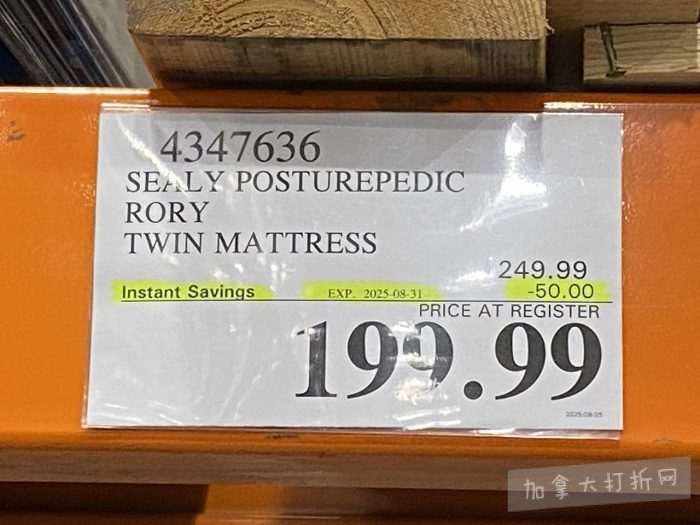 4347636
SEALY POSTUREPEDIC
RORY
TWIN MATTRESS
249.99
Instant Savings EXP. 2025-08-31 -50.00
PRICE AT REGISTER
199.99
2025-08-05
加拿大打折网